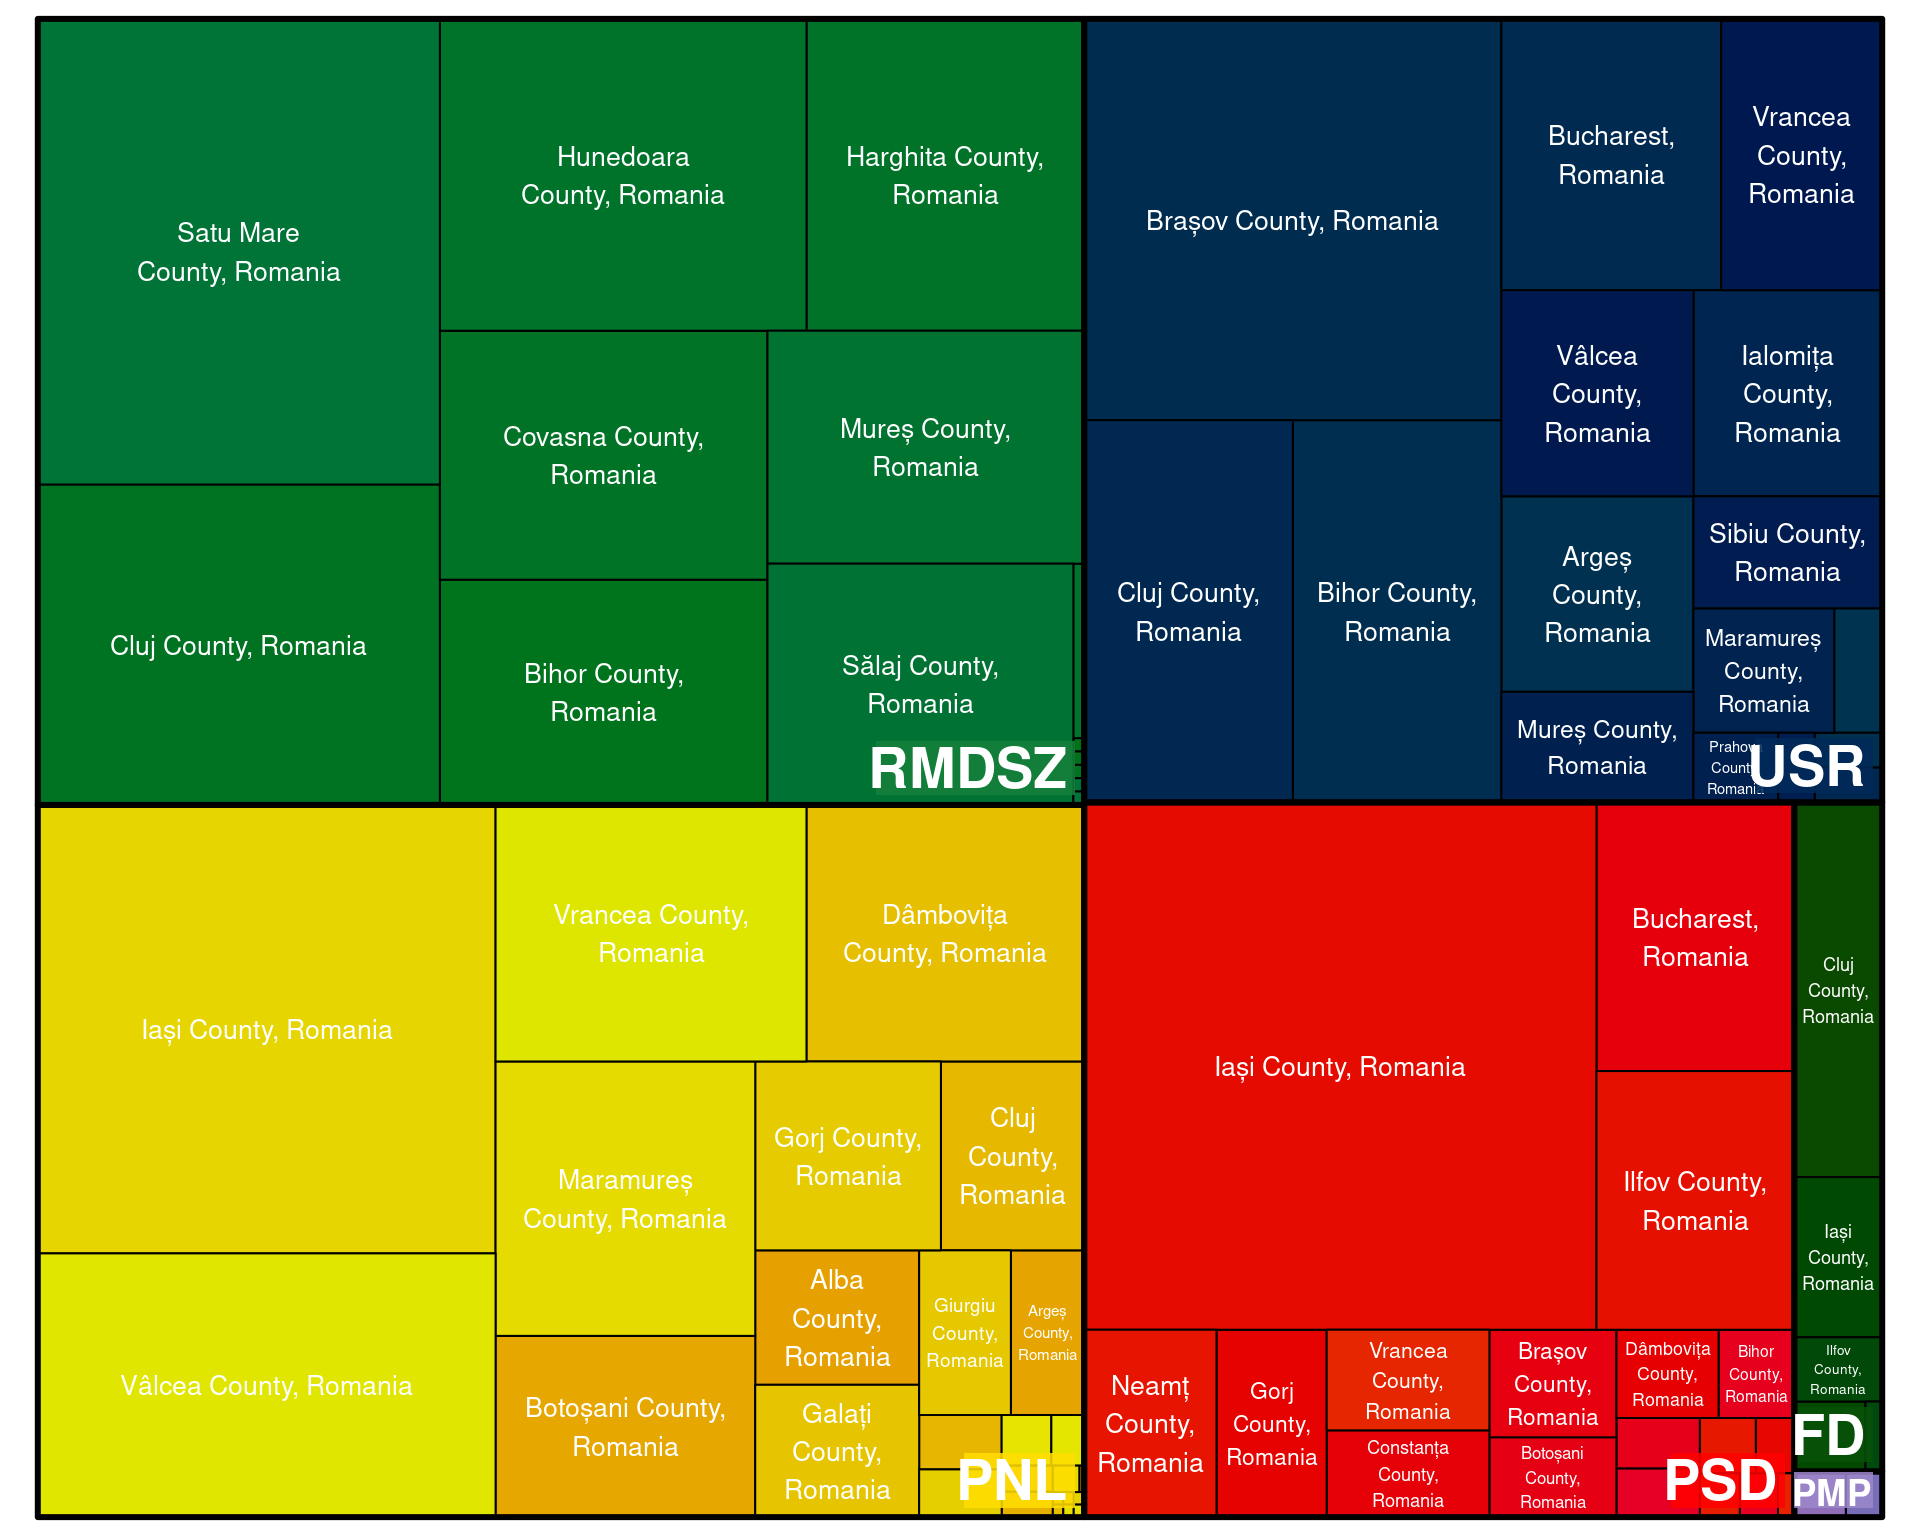 Satu Mare
County, Romania
Hunedoara
County, Romania
Harghita County,
Romania
Covasna County,
Romania
Mureș County,
Romania
Cluj County, Romania
Bihor County,
Romania
Sălaj County,
Romania
RMDSZ
Brașov County, Romania
Bucharest,
Romania
Vrancea
County,
Romania
Vâlcea
County,
Romania
Ialomița
County,
Romania
Cluj County,
Romania
Bihor County,
Romania
Argeș
County,
Romania
Sibiu County,
Romania
Maramureș
County,
Romania
Mureș County,
Romania
Prahova
County,
Romania
USR
Iași County, Romania
Vrancea County,
Romania
Dâmbovița
County, Romania
Maramureș
County, Romania
Gorj County,
Romania
Cluj
County,
Romania
Vâlcea County, Romania
Botoșani County,
Romania
Alba
County,
Romania
Giurgiu
County,
Romania
Argeș
County,
Romania
Galați
County,
Romania
PNL
Iași County, Romania
Bucharest,
Romania
Ilfov County,
Romania
Neamț
County,
Romania
Gorj
County,
Romania
Vrancea
County,
Romania
Constanța
County,
Romania
Brașov
County,
Romania
Botoșani
County,
Romania
Dâmbovița
County,
Romania
Bihor
County,
Romania
PSD
Cluj
County,
Romania
Iași
County,
Romania
Ilfov
County,
Romania
FD
PMP